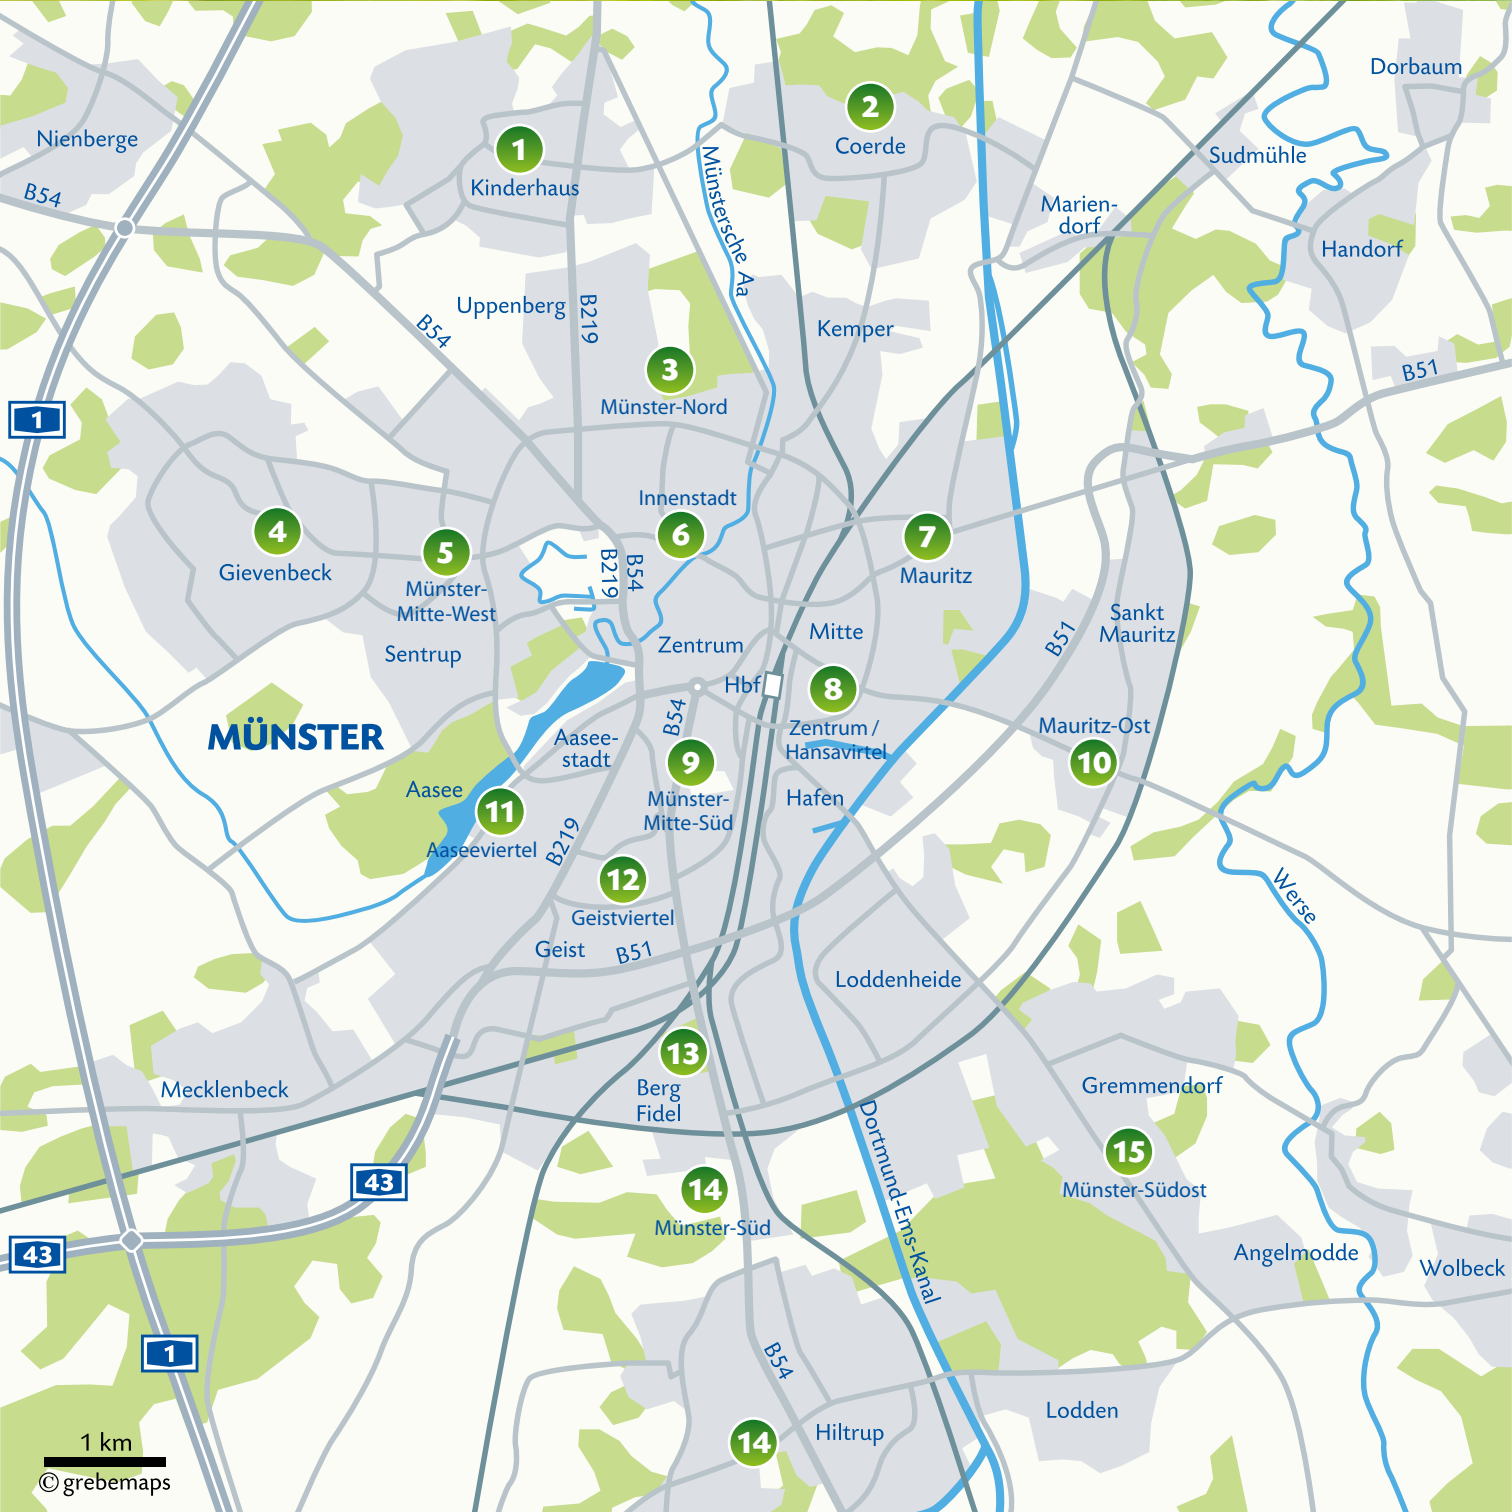 Dorbaum
2
Coerde
Nienberge
1
Kinderhaus
Sudmühle
B54
Münstersche Aa
Marien-
dorf
Handorf
Uppenberg
B219
B54
Kemper
3
Münster-Nord
B51
1
Innenstadt
6
4
Gievenbeck
5
Münster-
Mitte-West
7
Mauritz
B219
B54
Sankt
Mauritz
B51
Sentrup
Zentrum
Mitte
Hbf
8
Zentrum /
Hansavirtel
B54
MÜNSTER
Aasee-
stadt
9
Münster-
Mitte-Süd
Mauritz-Ost
10
Aasee
11
Aaseeviertel
B219
Hafen
12
Geistviertel
Werse
Geist
B51
Loddenheide
13
Berg
Fidel
Mecklenbeck
Gremmendorf
Dortmund-Ems-Kanal
15
Münster-Südost
43
14
Münster-Süd
43
Angelmodde
Wolbeck
1
B54
14
Hiltrup
Lodden
1 km
© grebemaps